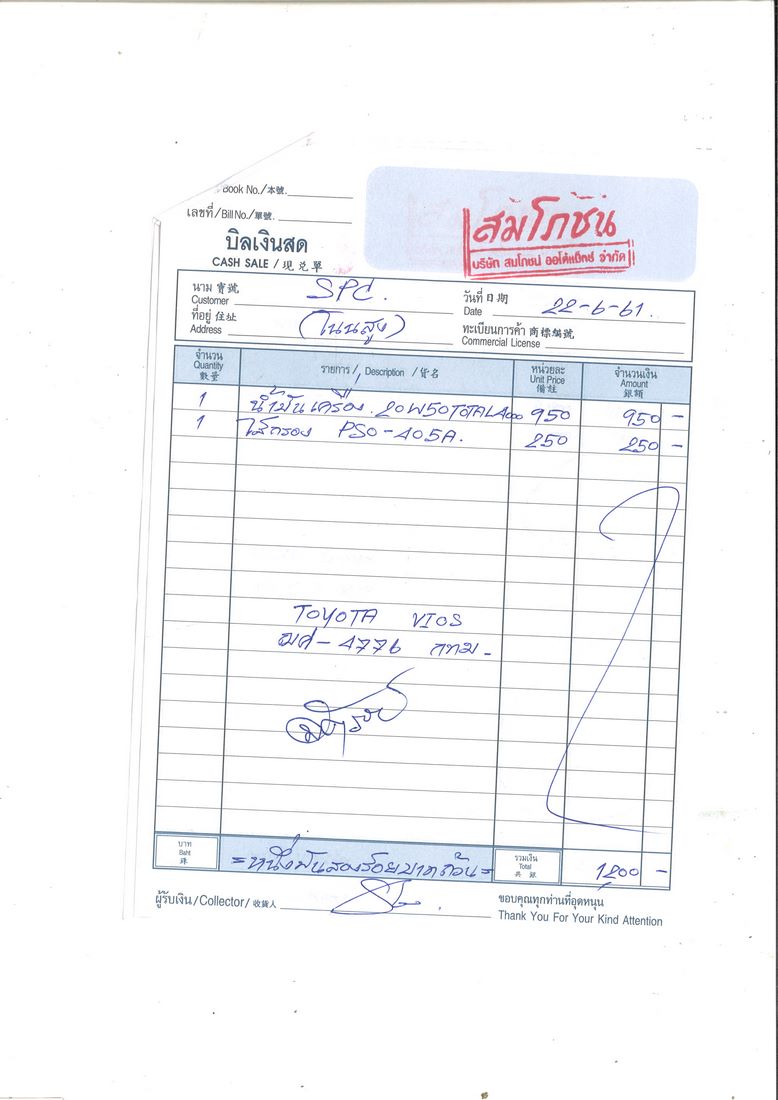 Book No./本號.
เลขที่/Bill No./單號.
สัมโภชน์
บริษัท สมโภชน์ ออโต้แม็กซ์ จำกัด
บิลเงินสด
CASH SALE / 現兑單
นาม 寶號
Customer SPC.
วันที่ 日期
Date 22-6-61.
ที่อยู่ 住址
Address (โนนสูง)
ทะเบียนการค้า 商標編號
Commercial License
จำนวน
Quantity
數量
รายการ / Description / 貨名
หน่วยละ
Unit Price
備註
จำนวนเงิน
Amount
銀額
1 น้ำมันเครื่อง. 20W50 TOTAL 950 950 -
1 ไส้กรอง PSO-405A. 250 250 -
TOYOTA VIOS
ฌศ-4776 กทม -
บาท
Baht
銖
=หนึ่งพันสองร้อยบาทถ้วน=
รวมเงิน
Total
共銀
1200 -
ผู้รับเงิน/Collector/收貨人
ขอบคุณทุกท่านที่อุดหนุน
Thank You For Your Kind Attention